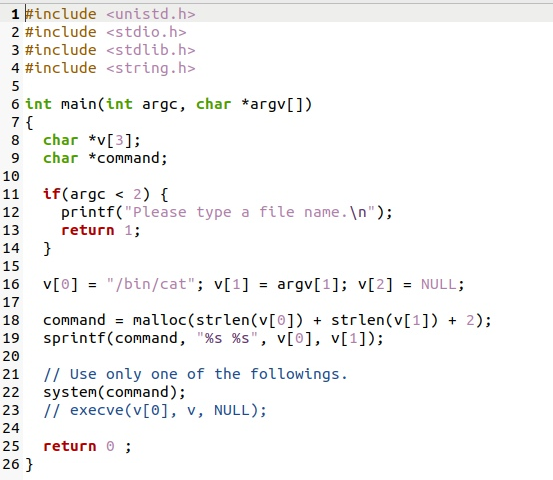 1 #include <unistd.h>
2 #include <stdio.h>
3 #include <stdlib.h>
4 #include <string.h>
5
6 int main(int argc, char *argv[])
7 {
8   char *v[3];
9   char *command;
10
11   if(argc < 2) {
12     printf("Please type a file name.\n");
13     return 1;
14   }
15
16   v[0] = "/bin/cat"; v[1] = argv[1]; v[2] = NULL;
17
18   command = malloc(strlen(v[0]) + strlen(v[1]) + 2);
19   sprintf(command, "%s %s", v[0], v[1]);
20
21   // Use only one of the followings.
22   system(command);
23   // execve(v[0], v, NULL);
24
25   return 0 ;
26 }